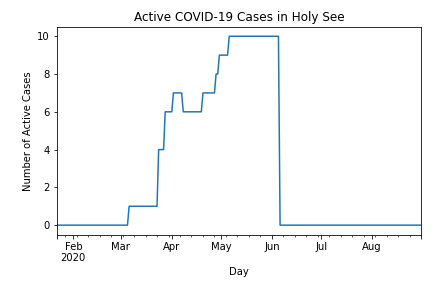 Active COVID-19 Cases in Holy See
Number of Active Cases
10
8
6
4
2
0
Feb Mar Apr May Jun Jul Aug
2020
Day